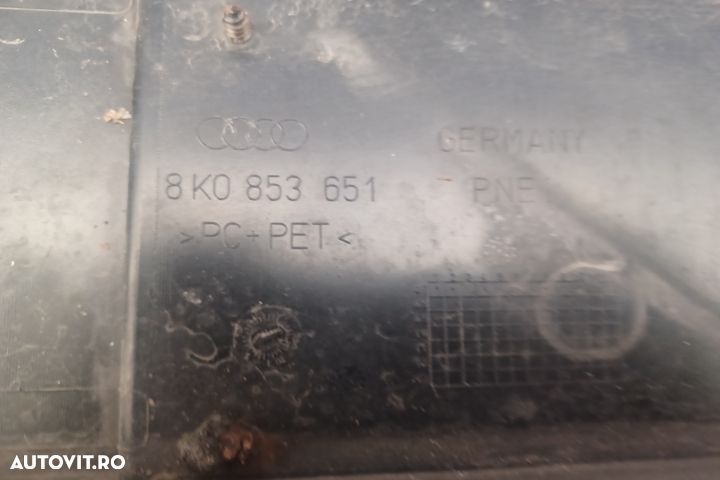 GERMANY
8K0 853 651 PNE
>PC+PET<
AUTOVIT.RO